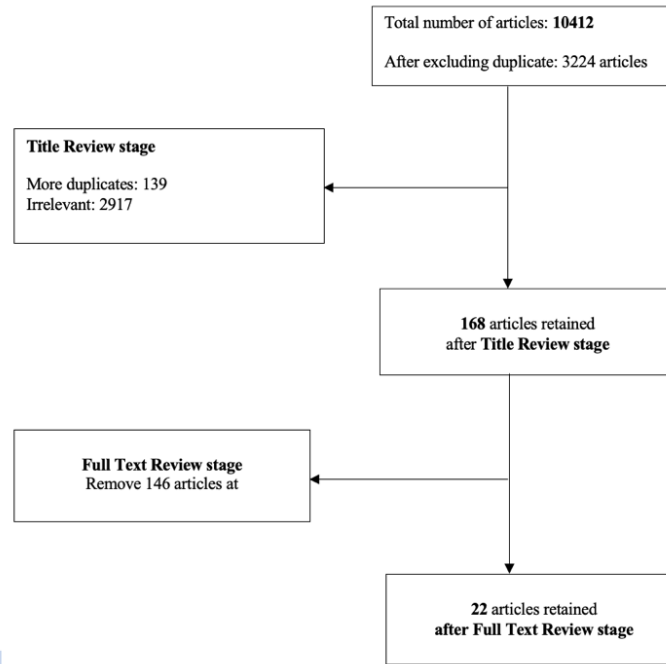 Total number of articles: 10412
After excluding duplicate: 3224 articles
Title Review stage
More duplicates: 139
Irrelevant: 2917
168 articles retained
after Title Review stage
Full Text Review stage
Remove 146 articles at
22 articles retained
after Full Text Review stage